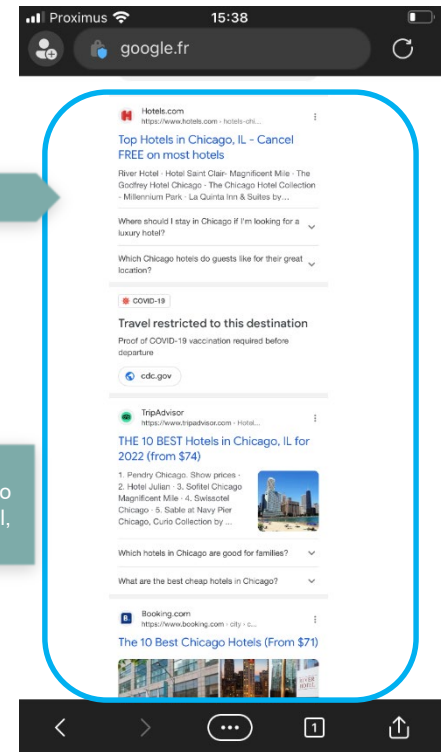 Proximus
15:38
google.fr
Hotels.com
https://www.hotels.com › hotels-chi...
Top Hotels in Chicago, IL - Cancel
FREE on most hotels
River Hotel · Hotel Saint Clair- Magnificent Mile · The
Godfrey Hotel Chicago · The Chicago Hotel Collection
- Millennium Park · La Quinta Inn & Suites by...
Where should I stay in Chicago if I'm looking for a
luxury hotel?
Which Chicago hotels do guests like for their great
location?
COVID-19
Travel restricted to this destination
Proof of COVID-19 vaccination required before
departure
cdc.gov
TripAdvisor
https://www.tripadvisor.com › Hotel...
THE 10 BEST Hotels in Chicago, IL for
2022 (from $74)
1. Pendry Chicago. Show prices ·
2. Hotel Julian · 3. Sofitel Chicago
Magnificent Mile · 4. Swissotel
Chicago · 5. Sable at Navy Pier
Chicago, Curio Collection by ...
o
l,
Which hotels in Chicago are good for families?
What are the best cheap hotels in Chicago?
B.
Booking.com
https://www.booking.com › city › c...
The 10 Best Chicago Hotels (From $71)
RIVER
HOTEL
1